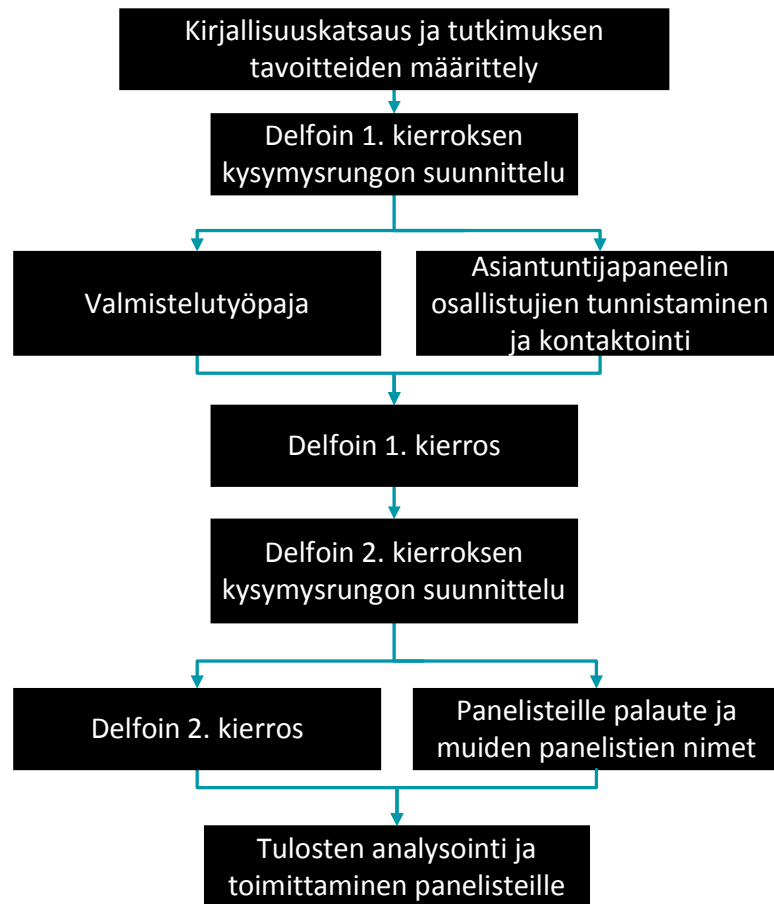 Kirjallisuuskatsaus ja tutkimuksen
tavoitteiden määrittely
Delfoin 1. kierroksen
kysymysrungon suunnittelu
Valmistelutyöpaja
Asiantuntijapaneelin
osallistujien tunnistaminen
ja kontaktointi
Delfoin 1. kierros
Delfoin 2. kierroksen
kysymysrungon suunnittelu
Delfoin 2. kierros
Panelisteille palaute ja
muiden panelistien nimet
Tulosten analysointi ja
toimittaminen panelisteille